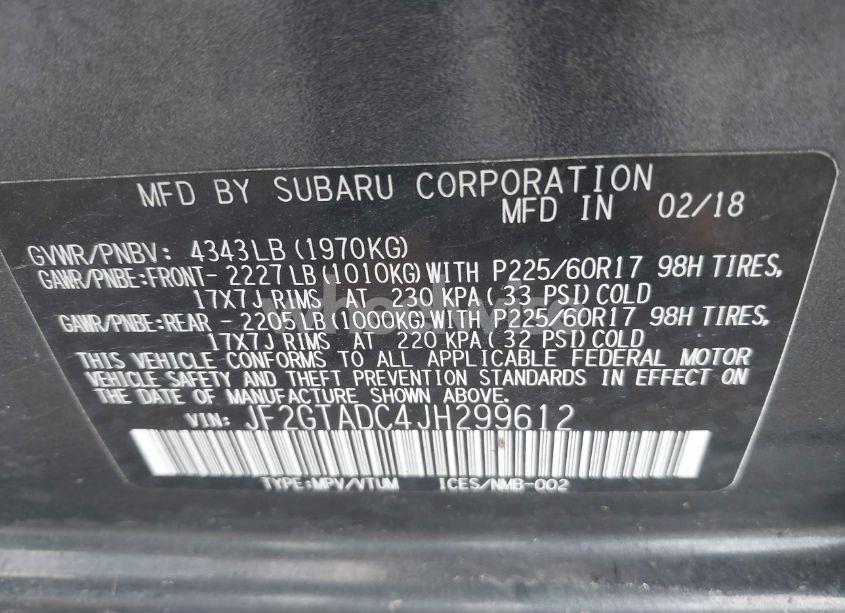 MFD BY SUBARU CORPORATION
MFD IN 02/18
GVWR/PNBV: 4343LB(1970KG)
GAWR/PNBE:FRONT- 2227LB(1010KG)WITH P225/60R17 98H TIRES,
17X7J RIMS AT 230 KPA(33 PSI)COLD
GAWR/PNBE:REAR - 2205LB(1000KG)WITH P225/60R17 98H TIRES,
17X7J RIMS AT 220 KPA(32 PSI)COLD
THIS VEHICLE CONFORMS TO ALL APPLICABLE FEDERAL MOTOR
VEHICLE SAFETY AND THEFT PREVENTION STANDARDS IN EFFECT ON
THE DATE OF MANUFACTURE SHOWN ABOVE.
VIN: JF2GTADC4JH299612
TYPE:MPV/VTUM ICES/NMB-002